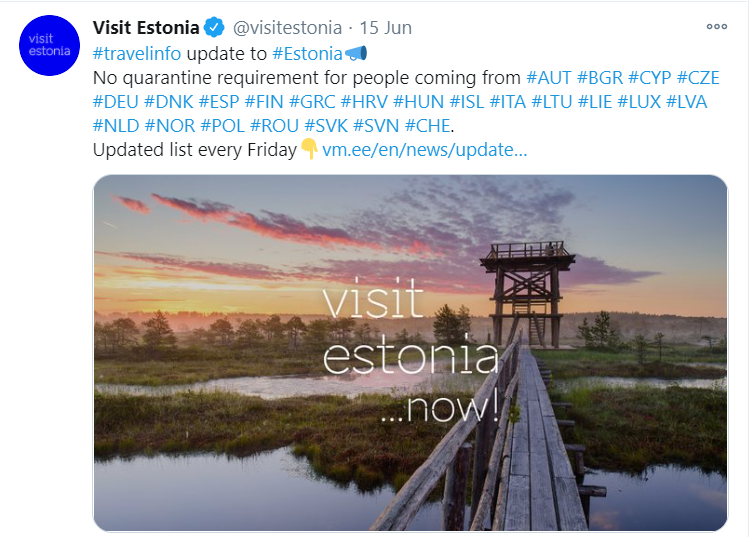 visit
estonia
Visit Estonia @visitestonia · 15 Jun
#travelinfo update to #Estonia📣
No quarantine requirement for people coming from #AUT #BGR #CYP #CZE
#DEU #DNK #ESP #FIN #GRC #HRV #HUN #ISL #ITA #LTU #LIE #LUX #LVA
#NLD #NOR #POL #ROU #SVK #SVN #CHE.
Updated list every Friday👇 vm.ee/en/news/update...
visit
estonia
...now!